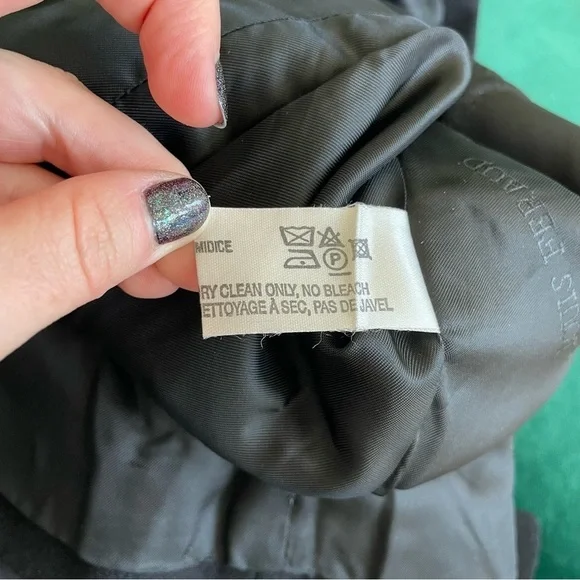 MIDICE
P
RY CLEAN ONLY, NO BLEACH
ETTOYAGE À SEC, PAS DE JAVEL
FERAUD